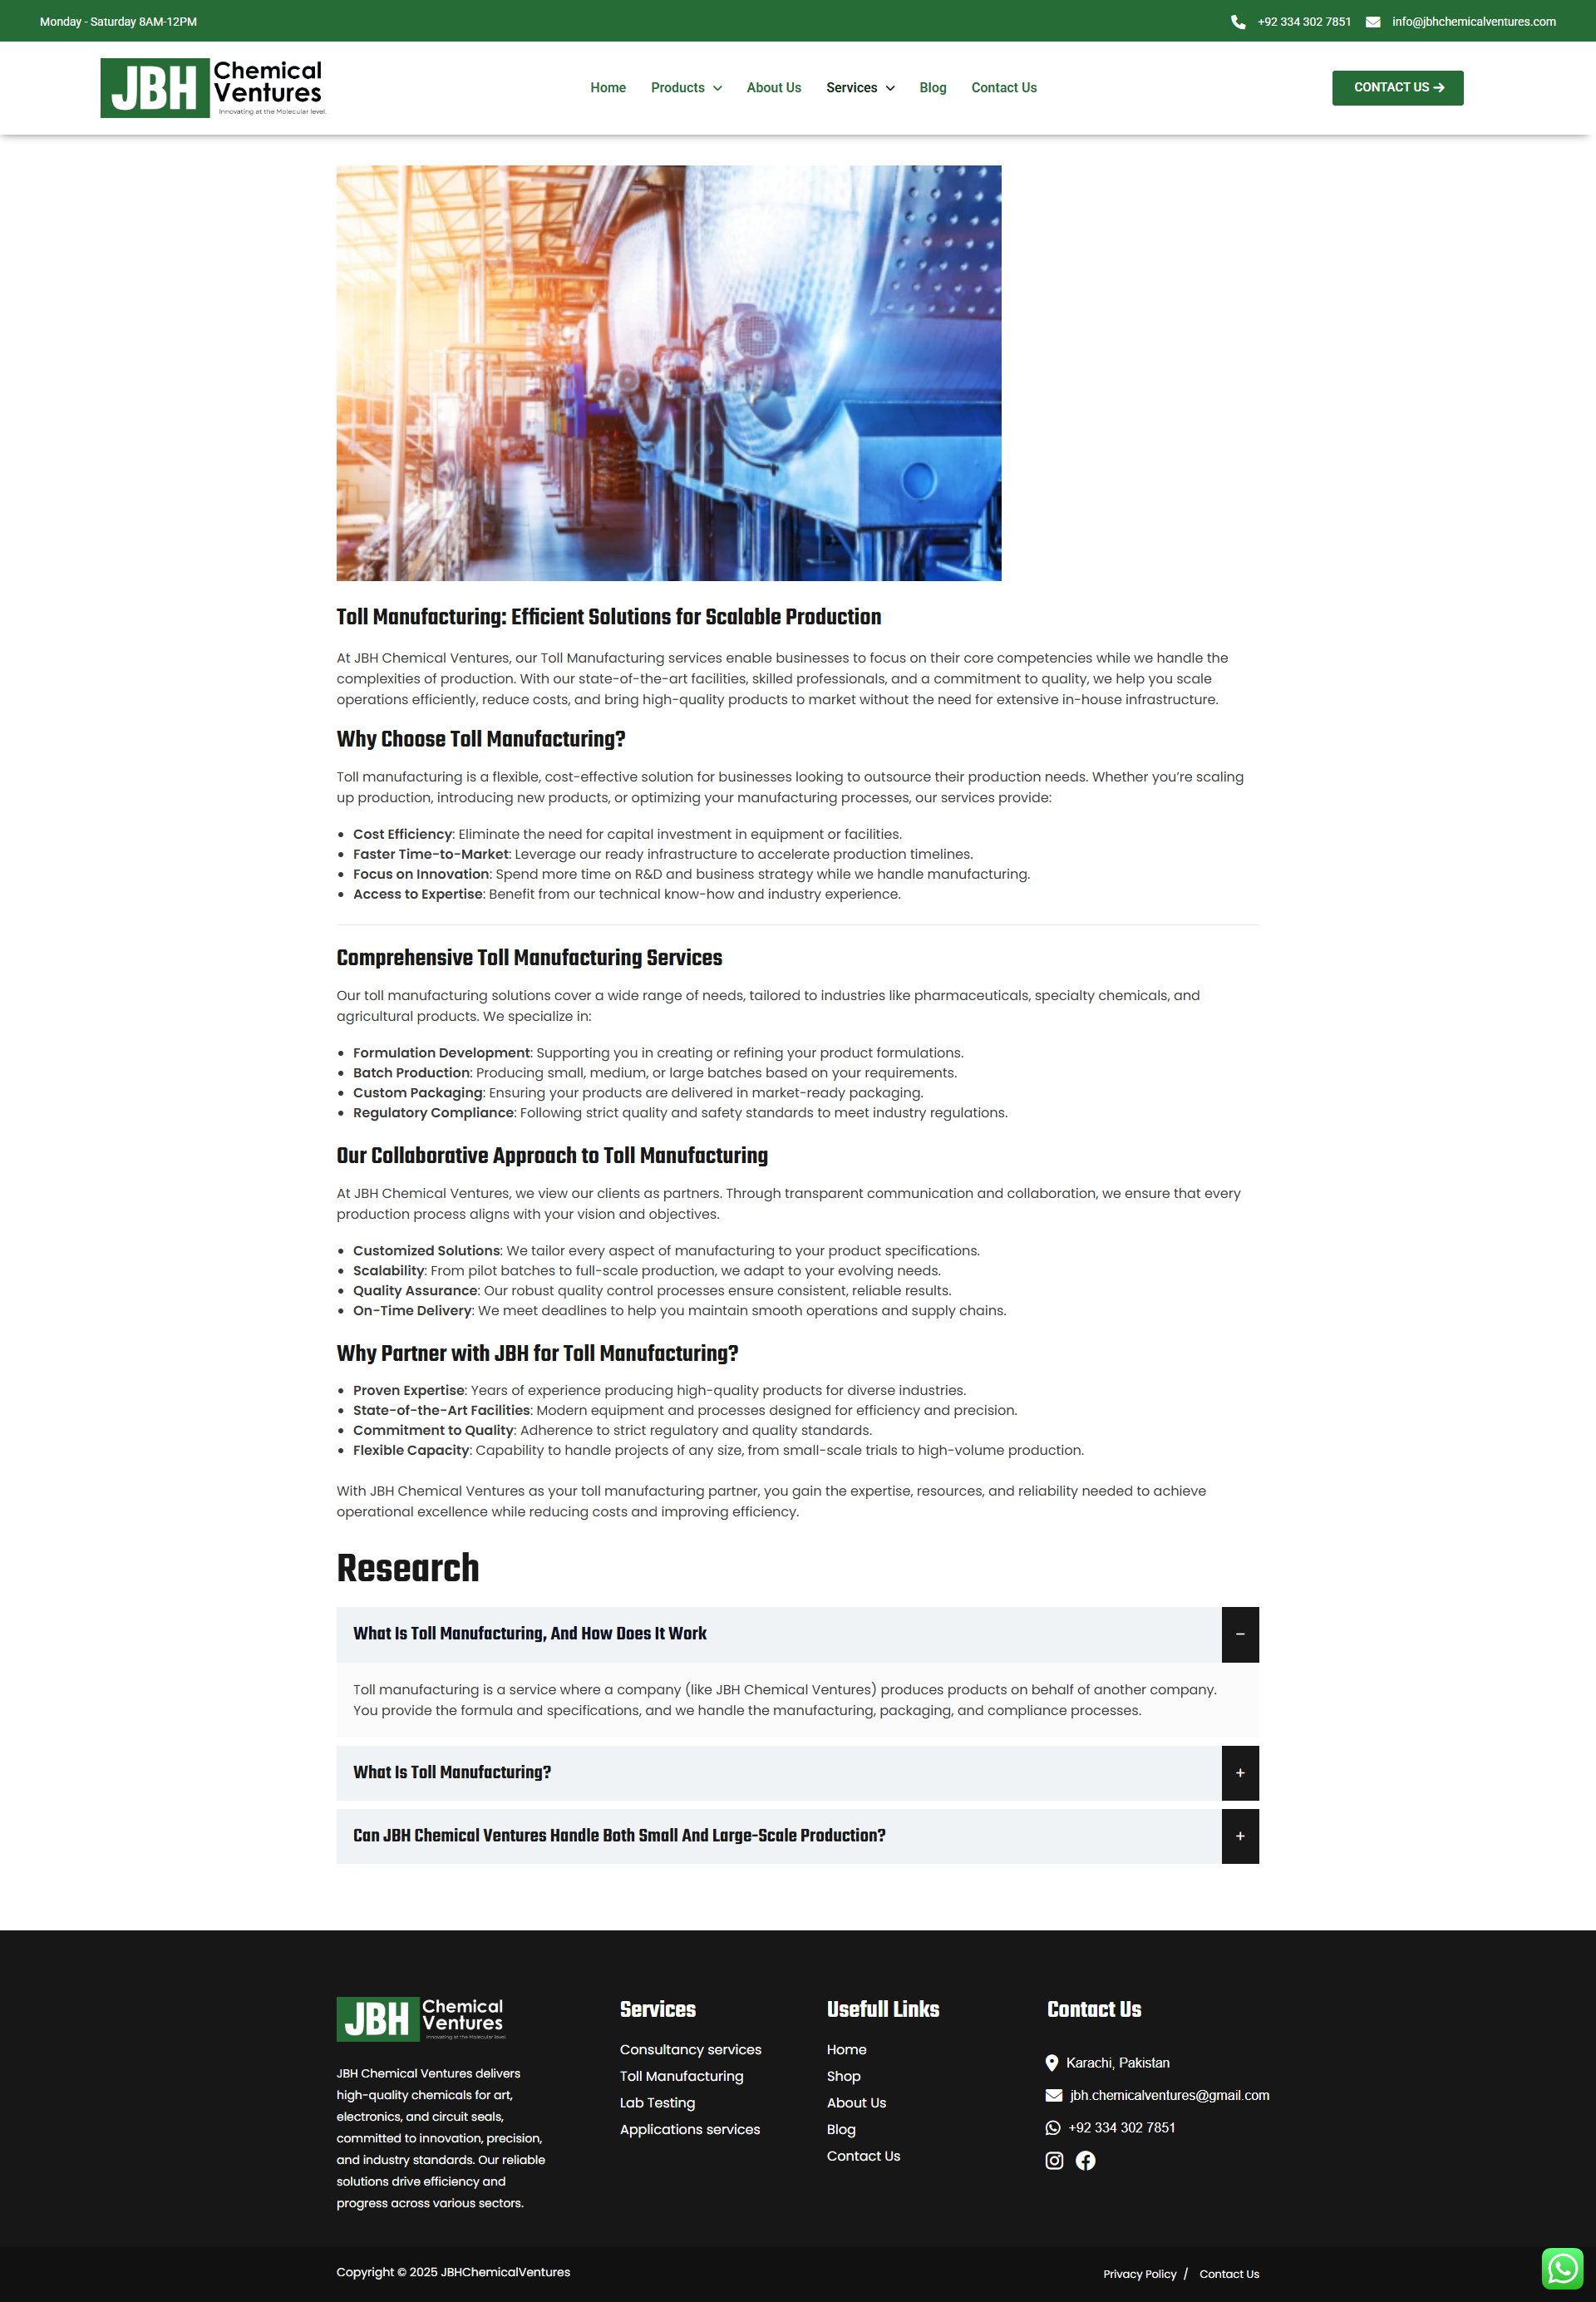 Monday - Saturday 8AM-12PM
+92 334 302 7851
info@jbhchemicalventures.com
JBH Chemical Ventures
Innovating at the Molecular level.
Home
Products
About Us
Services
Blog
Contact Us
CONTACT US
Toll Manufacturing: Efficient Solutions for Scalable Production
At JBH Chemical Ventures, our Toll Manufacturing services enable businesses to focus on their core competencies while we handle the
complexities of production. With our state-of-the-art facilities, skilled professionals, and a commitment to quality, we help you scale
operations efficiently, reduce costs, and bring high-quality products to market without the need for extensive in-house infrastructure.
Why Choose Toll Manufacturing?
Toll manufacturing is a flexible, cost-effective solution for businesses looking to outsource their production needs. Whether you’re scaling
up production, introducing new products, or optimizing your manufacturing processes, our services provide:
• Cost Efficiency: Eliminate the need for capital investment in equipment or facilities.
• Faster Time-to-Market: Leverage our ready infrastructure to accelerate production timelines.
• Focus on Innovation: Spend more time on R&D and business strategy while we handle manufacturing.
• Access to Expertise: Benefit from our technical know-how and industry experience.
Comprehensive Toll Manufacturing Services
Our toll manufacturing solutions cover a wide range of needs, tailored to industries like pharmaceuticals, specialty chemicals, and
agricultural products. We specialize in:
• Formulation Development: Supporting you in creating or refining your product formulations.
• Batch Production: Producing small, medium, or large batches based on your requirements.
• Custom Packaging: Ensuring your products are delivered in market-ready packaging.
• Regulatory Compliance: Following strict quality and safety standards to meet industry regulations.
Our Collaborative Approach to Toll Manufacturing
At JBH Chemical Ventures, we view our clients as partners. Through transparent communication and collaboration, we ensure that every
production process aligns with your vision and objectives.
• Customized Solutions: We tailor every aspect of manufacturing to your product specifications.
• Scalability: From pilot batches to full-scale production, we adapt to your evolving needs.
• Quality Assurance: Our robust quality control processes ensure consistent, reliable results.
• On-Time Delivery: We meet deadlines to help you maintain smooth operations and supply chains.
Why Partner with JBH for Toll Manufacturing?
• Proven Expertise: Years of experience producing high-quality products for diverse industries.
• State-of-the-Art Facilities: Modern equipment and processes designed for efficiency and precision.
• Commitment to Quality: Adherence to strict regulatory and quality standards.
• Flexible Capacity: Capability to handle projects of any size, from small-scale trials to high-volume production.
With JBH Chemical Ventures as your toll manufacturing partner, you gain the expertise, resources, and reliability needed to achieve
operational excellence while reducing costs and improving efficiency.
Research
What Is Toll Manufacturing, And How Does It Work
Toll manufacturing is a service where a company (like JBH Chemical Ventures) produces products on behalf of another company.
You provide the formula and specifications, and we handle the manufacturing, packaging, and compliance processes.
What Is Toll Manufacturing?
Can JBH Chemical Ventures Handle Both Small And Large-Scale Production?
JBH Chemical Ventures
Innovating at the Molecular level.
JBH Chemical Ventures delivers
high-quality chemicals for art,
electronics, and circuit seals,
committed to innovation, precision,
and industry standards. Our reliable
solutions drive efficiency and
progress across various sectors.
Services
Consultancy services
Toll Manufacturing
Lab Testing
Applications services
Usefull Links
Home
Shop
About Us
Blog
Contact Us
Contact Us
Karachi, Pakistan
jbh.chemicalventures@gmail.com
+92 334 302 7851
Copyright © 2025 JBHChemicalVentures
Privacy Policy / Contact Us